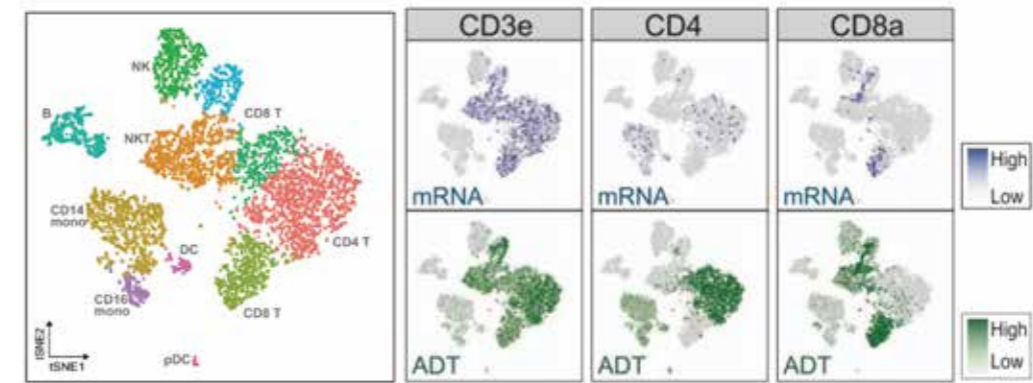 NK
B
CD8 T
NKT
CD14
mono
DC
CD4 T
CD16
mono
CD8 T
pDC
tSNE2
tSNE1
CD3e
CD4
CD8a
mRNA
mRNA
mRNA
High
Low
ADT
ADT
ADT
High
Low